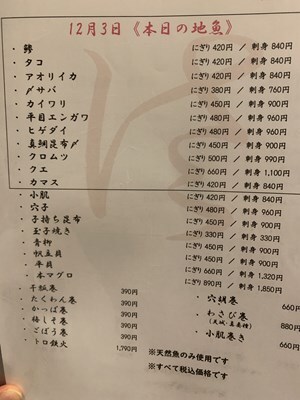 12月3日《本日の地魚》
・鯵 にぎり 420円 / 刺身 840円
・タコ にぎり 420円 / 刺身 840円
・アオリイカ にぎり 420円 / 刺身 840円
・〆サバ にぎり 380円 / 刺身 760円
・カイワリ にぎり 450円 / 刺身 900円
・平目エンガワ にぎり 480円 / 刺身 960円
・ヒゲダイ にぎり 450円 / 刺身 900円
・真鯛昆布〆 にぎり 450円 / 刺身 900円
・クロムツ にぎり 500円 / 刺身 990円
・クエ にぎり 660円 / 刺身 1,100円
・カマス にぎり 420円 / 刺身 840円
・小肌 にぎり 420円 / 刺身 840円
・穴子 にぎり 480円 / 刺身 960円
・子持ち昆布 にぎり 450円 / 刺身 900円
・玉子焼き にぎり 330円 / 刺身 330円
・青柳 にぎり 450円 / 刺身 900円
・帆立貝 にぎり 450円 / 刺身 900円
・平貝 にぎり 660円 / 刺身 1,320円
・本マグロ にぎり 890円 / 刺身 1,850円
・干瓢巻 390円
・たくわん巻 390円
・かっぱ巻 390円
・梅しそ巻 390円
・ごぼう巻 390円
・トロ鉄火 1,790円
・穴胡巻 660円
・わさび巻 880円
・小肌巻き 660円
※天然魚のみ使用です
※すべて税込価格です